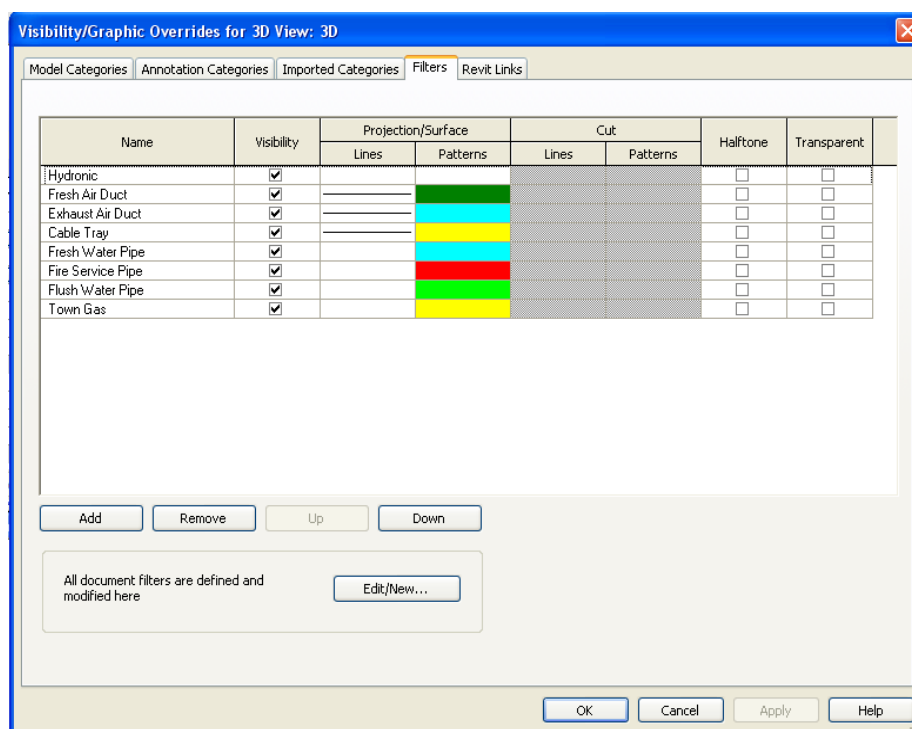 Visibility/Graphic Overrides for 3D View: 3D
Model Categories Annotation Categories Imported Categories Filters Revit Links
Name Visibility Projection/Surface Cut Halftone Transparent
Lines Patterns Lines Patterns
Hydronic
Fresh Air Duct
Exhaust Air Duct
Cable Tray
Fresh Water Pipe
Fire Service Pipe
Flush Water Pipe
Town Gas
Add Remove Up Down
All document filters are defined and
modified here
Edit/New...
OK Cancel Apply Help